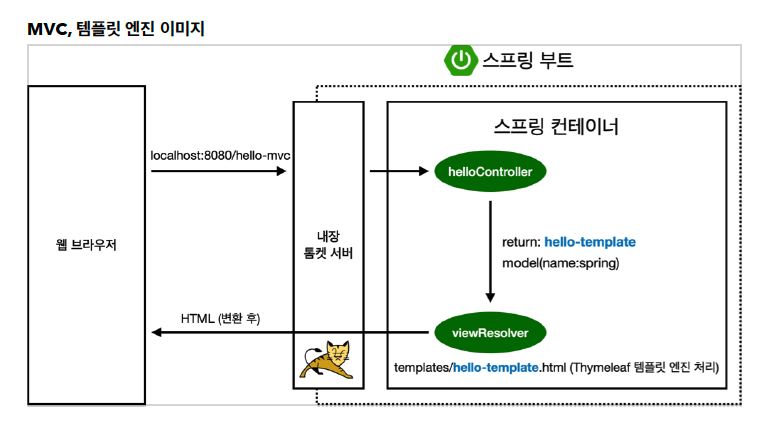 MVC, 템플릿 엔진 이미지
스프링 부트
스프링 컨테이너
localhost:8080/hello-mvc
helloController
웹 브라우저
내장
톰켓 서버
return: hello-template
model(name:spring)
HTML (변환 후)
viewResolver
templates/hello-template.html (Thymeleaf 템플릿 엔진 처리)